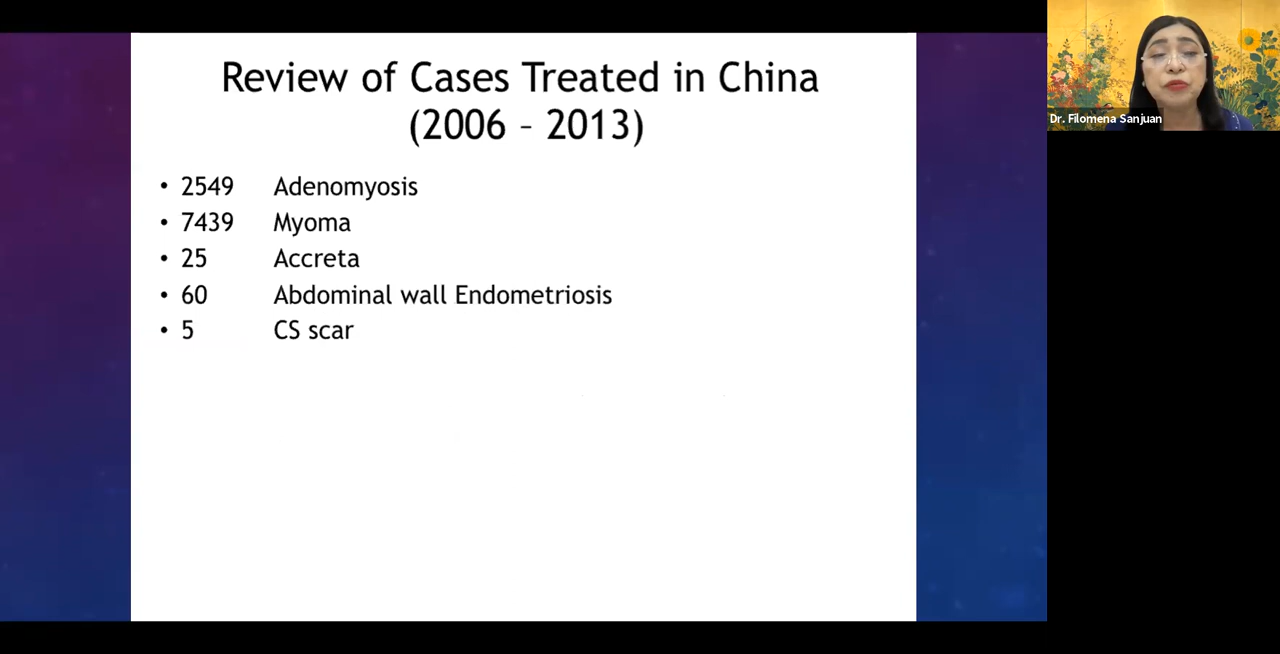 Review of Cases Treated in China
(2006 – 2013)
• 2549 Adenomyosis
• 7439 Myoma
• 25 Accreta
• 60 Abdominal wall Endometriosis
• 5 CS scar
Dr. Filomena Sanjuan